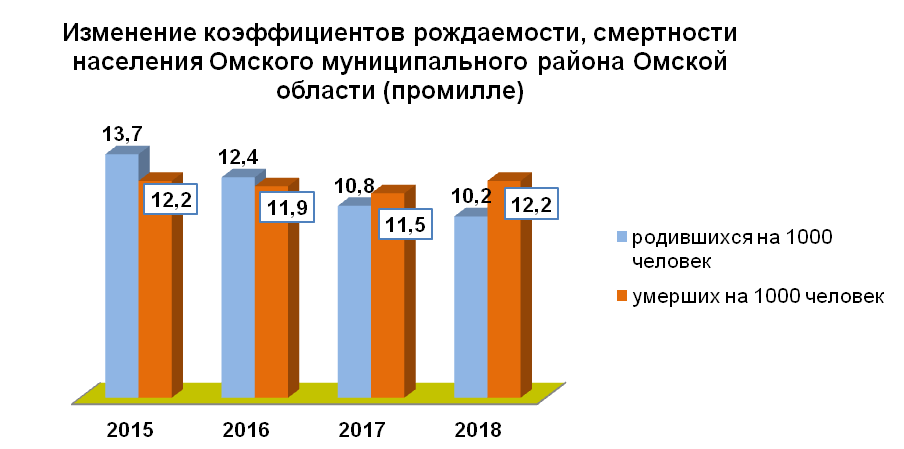 Изменение коэффициентов рождаемости, смертности
населения Омского муниципального района Омской
области (промилле)
13,7
12,2
12,4
11,9
10,8
11,5
10,2
12,2
родившихся на 1000
человек
умерших на 1000 человек
2015
2016
2017
2018